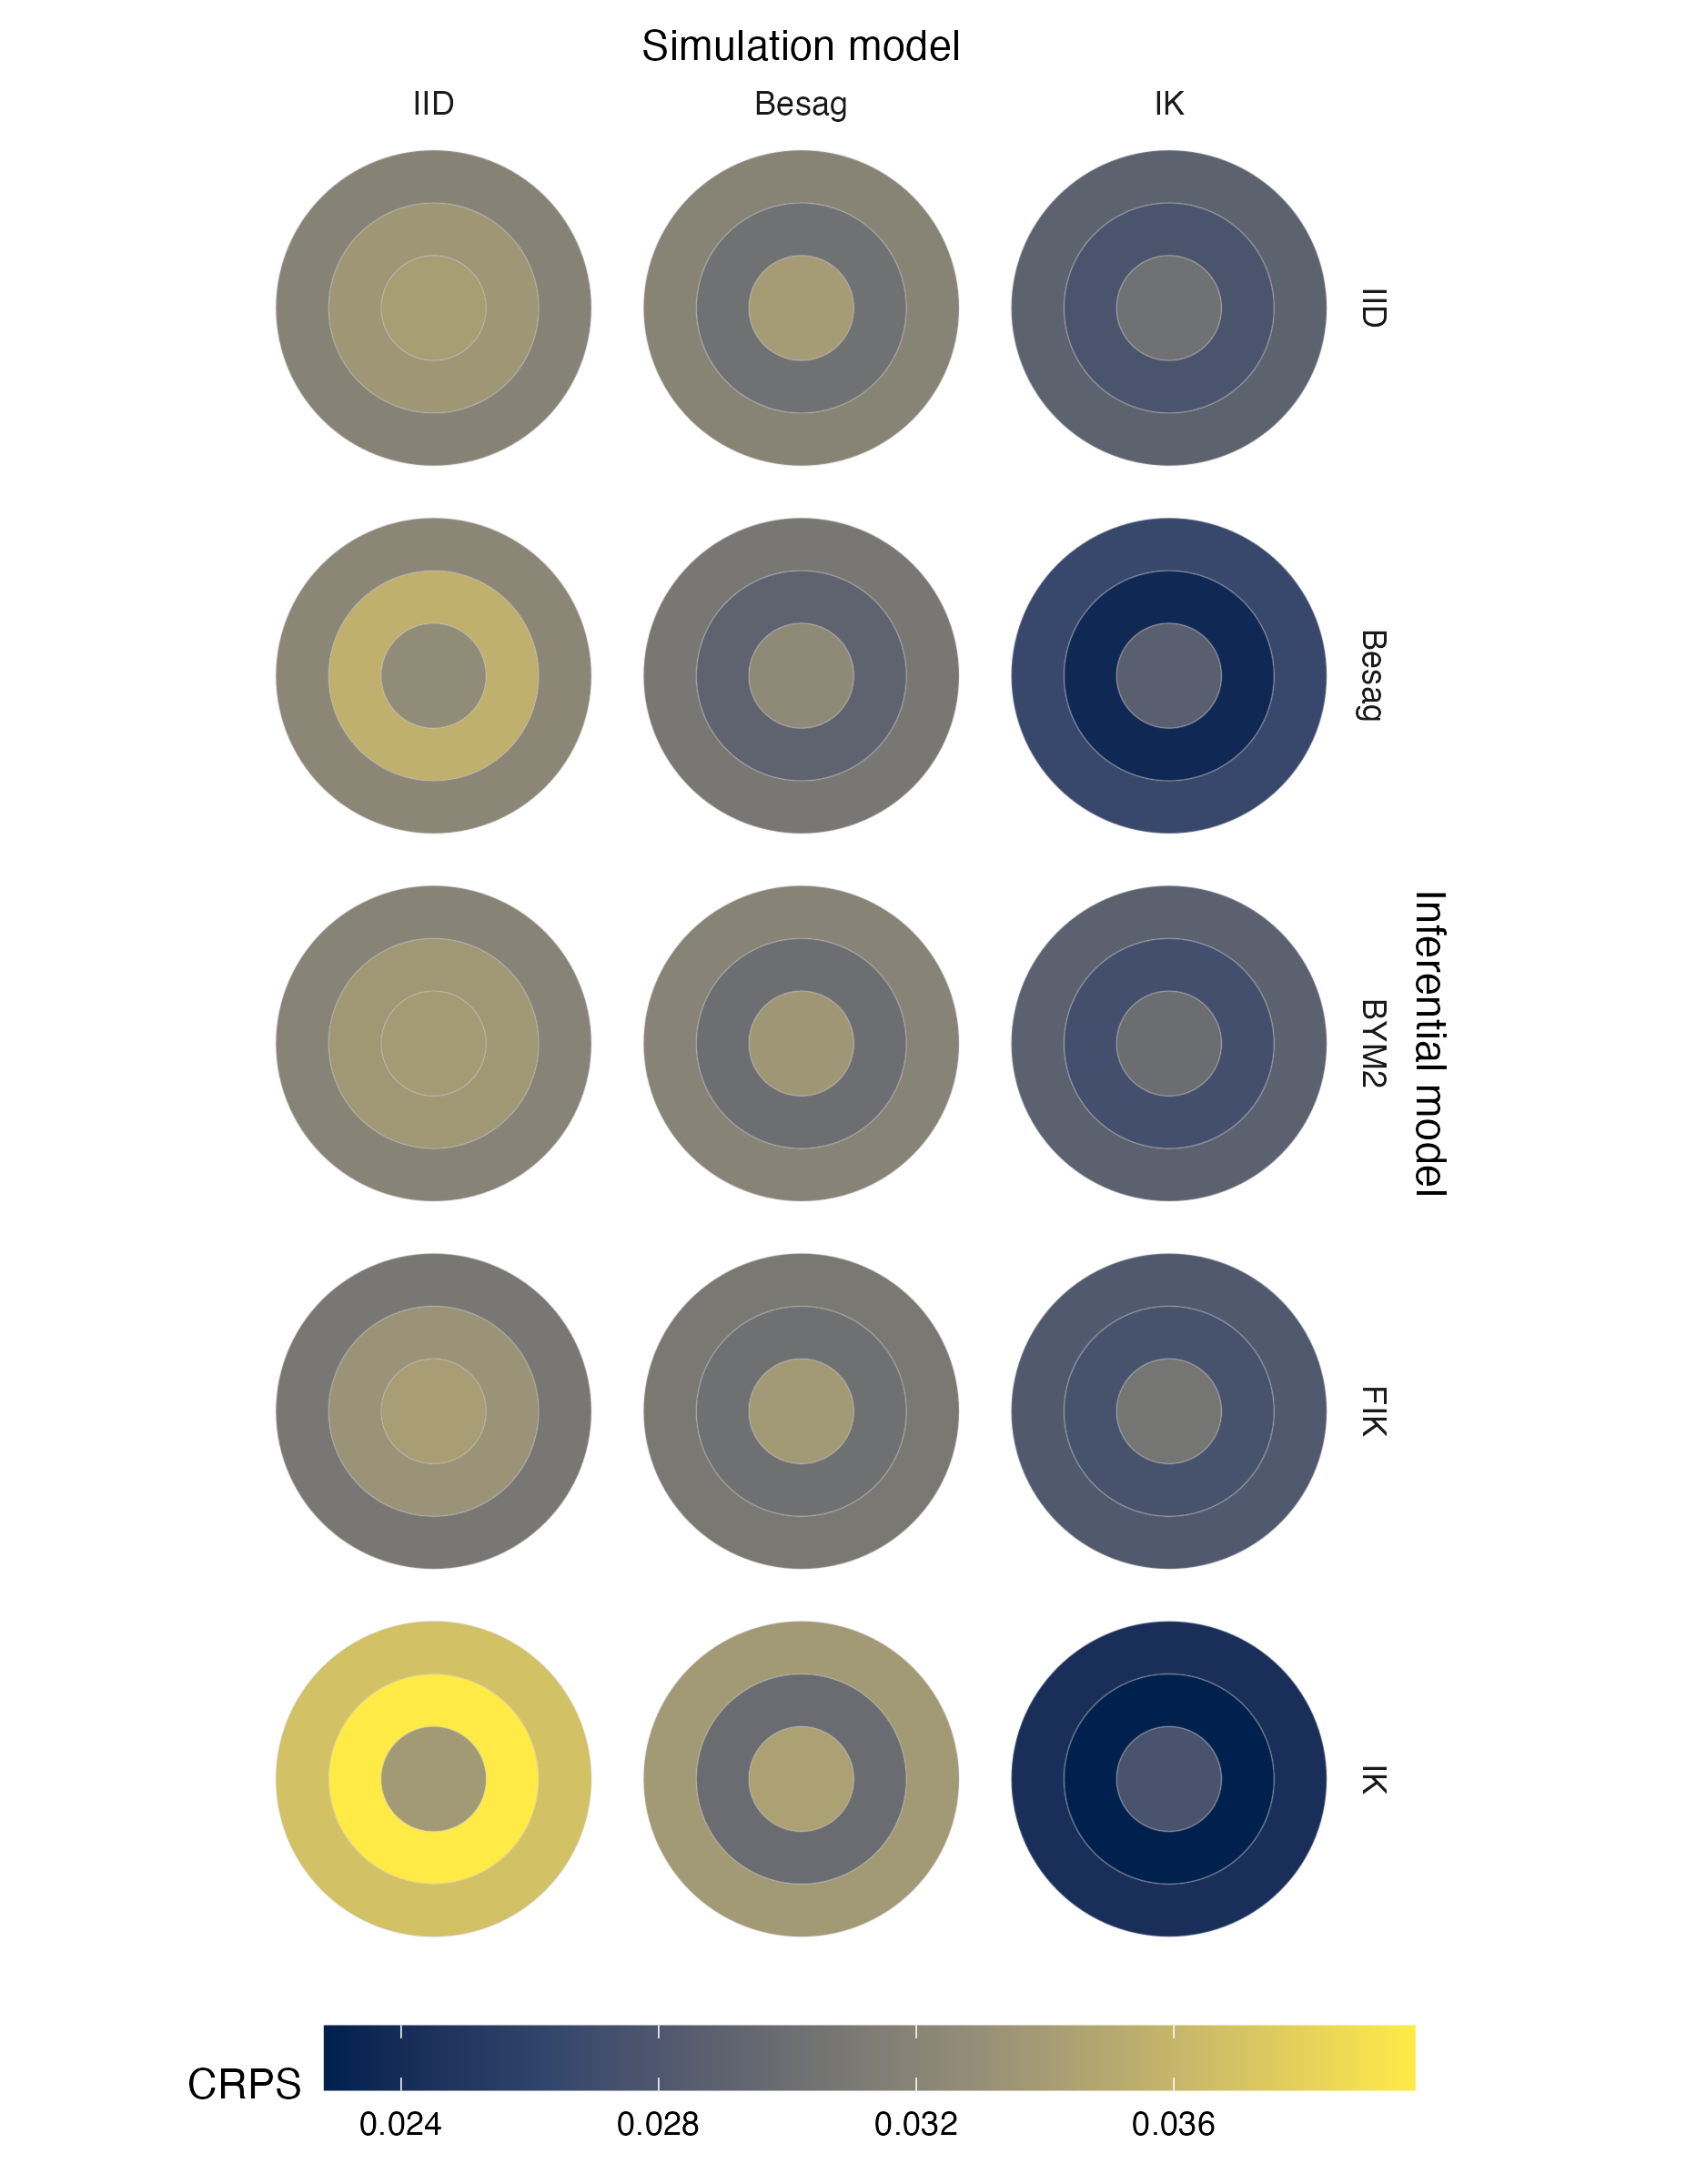 Simulation model
IID Besag IK
IID
Besag
BYM2
FIK
IK
Inferential model
CRPS
0.024 0.028 0.032 0.036